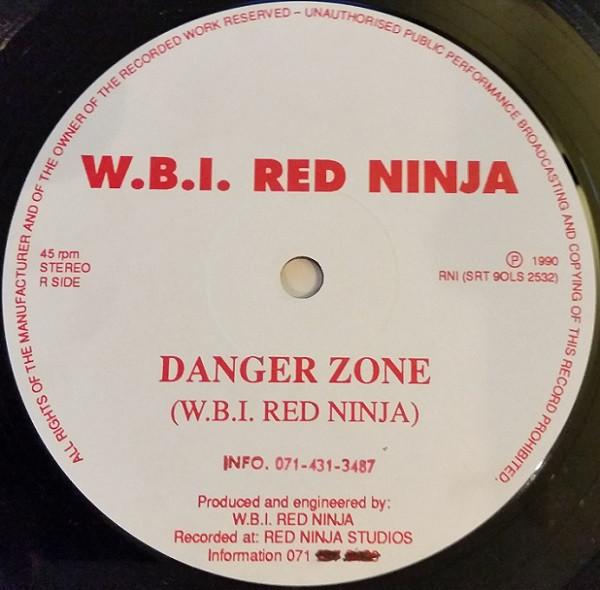 ALL RIGHTS OF THE MANUFACTURER AND OF THE OWNER OF THE RECORDED WORK RESERVED – UNAUTHORISED PUBLIC PERFORMANCE BROADCASTING AND COPYING OF THIS RECORD PROHIBITED.
W.B.I. RED NINJA
45 rpm
STEREO
R SIDE
℗ 1990
RNI (SRT 9OLS 2532)
DANGER ZONE
(W.B.I. RED NINJA)
INFO. 071-431-3487
Produced and engineered by:
W.B.I. RED NINJA
Recorded at: RED NINJA STUDIOS
Information 071